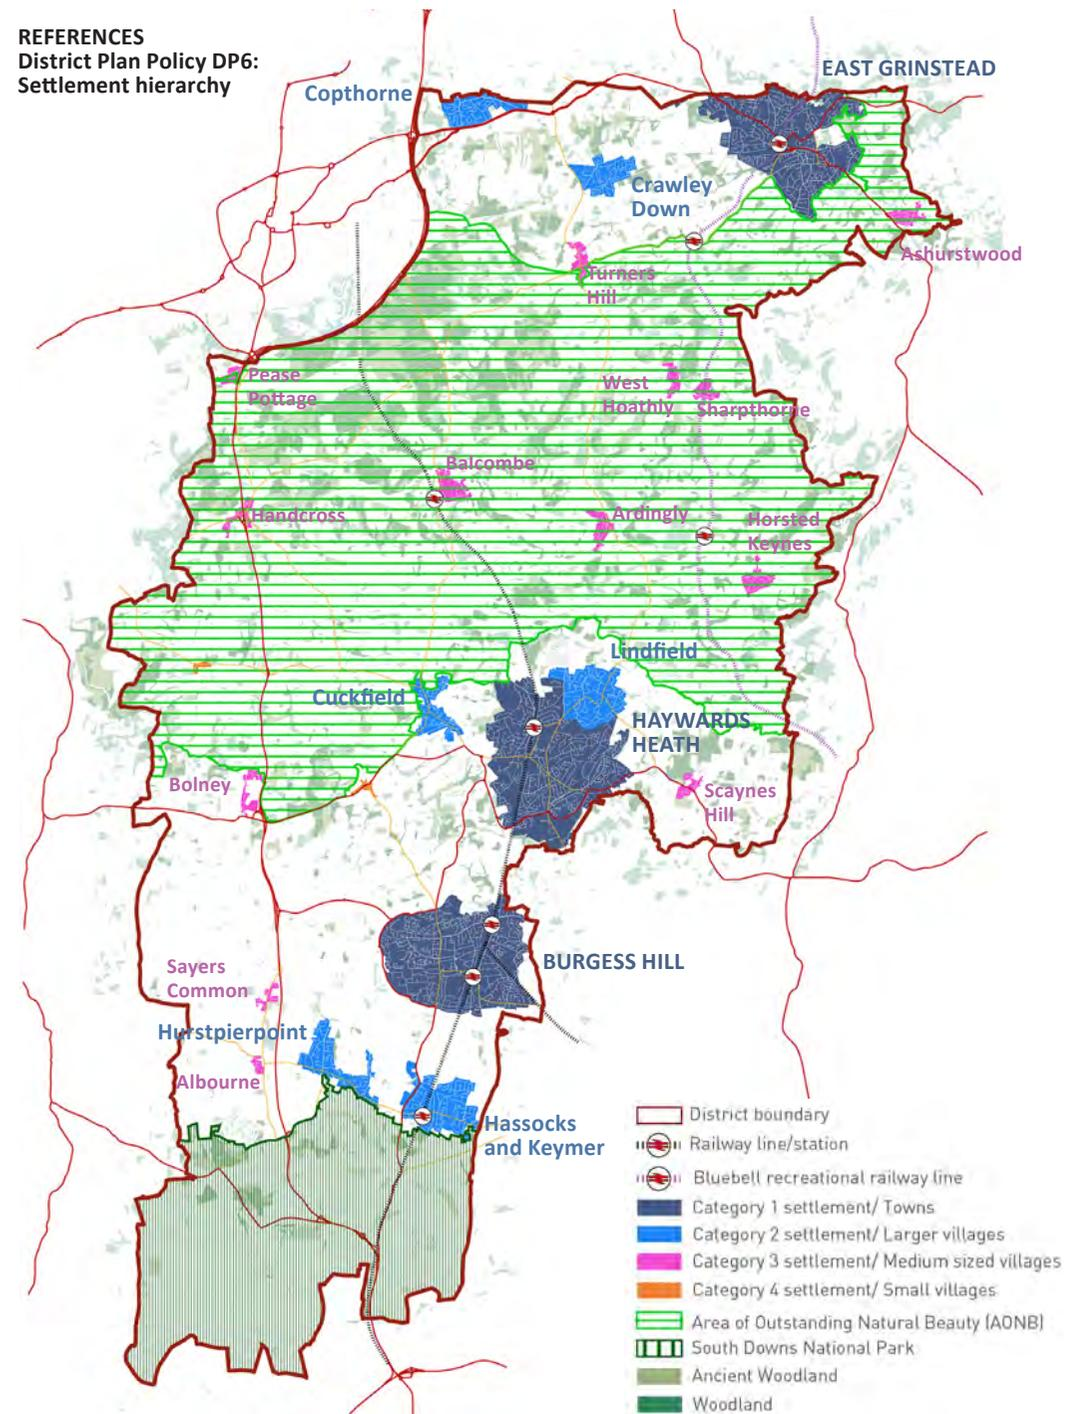 REFERENCES
District Plan Policy DP6:
Settlement hierarchy
EAST GRINSTEAD
Copthorne
Crawley
Down
Ashurstwood
Turners
Hill
Pease
Pottage
West
Hoathly
Sharpthorne
Balcombe
Handcross
Ardingly
Horsted
Keynes
Lindfield
Cuckfield
HAYWARDS
HEATH
Bolney
Scaynes
Hill
BURGESS HILL
Sayers
Common
Hurstpierpoint
Albourne
Hassocks
and Keymer
District boundary
Railway line/station
Bluebell recreational railway line
Category 1 settlement/ Towns
Category 2 settlement/ Larger villages
Category 3 settlement/ Medium sized villages
Category 4 settlement/ Small villages
Area of Outstanding Natural Beauty (AONB)
South Downs National Park
Ancient Woodland
Woodland